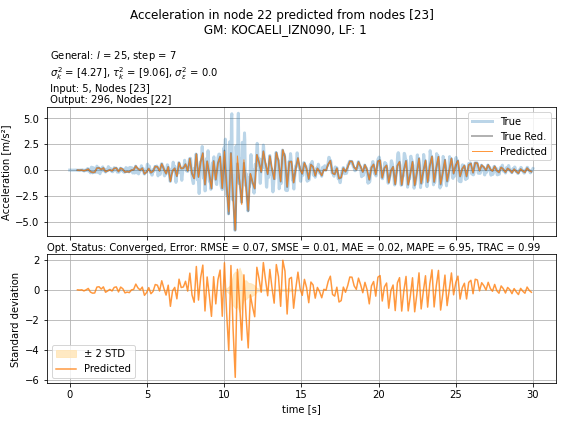 Acceleration in node 22 predicted from nodes [23]
GM: KOCAELI_IZN090, LF: 1
General: l = 25, step = 7
σ²ₖ = [4.27], τ²ₖ = [9.06], σ²ε = 0.0
Input: 5, Nodes [23]
Output: 296, Nodes [22]
True
True Red.
Predicted
Acceleration [m/s²]
5.0
2.5
0.0
−2.5
−5.0
Opt. Status: Converged, Error: RMSE = 0.07, SMSE = 0.01, MAE = 0.02, MAPE = 6.95, TRAC = 0.99
Standard deviation
2
0
−2
−4
−6
± 2 STD
Predicted
0 5 10 15 20 25 30
time [s]